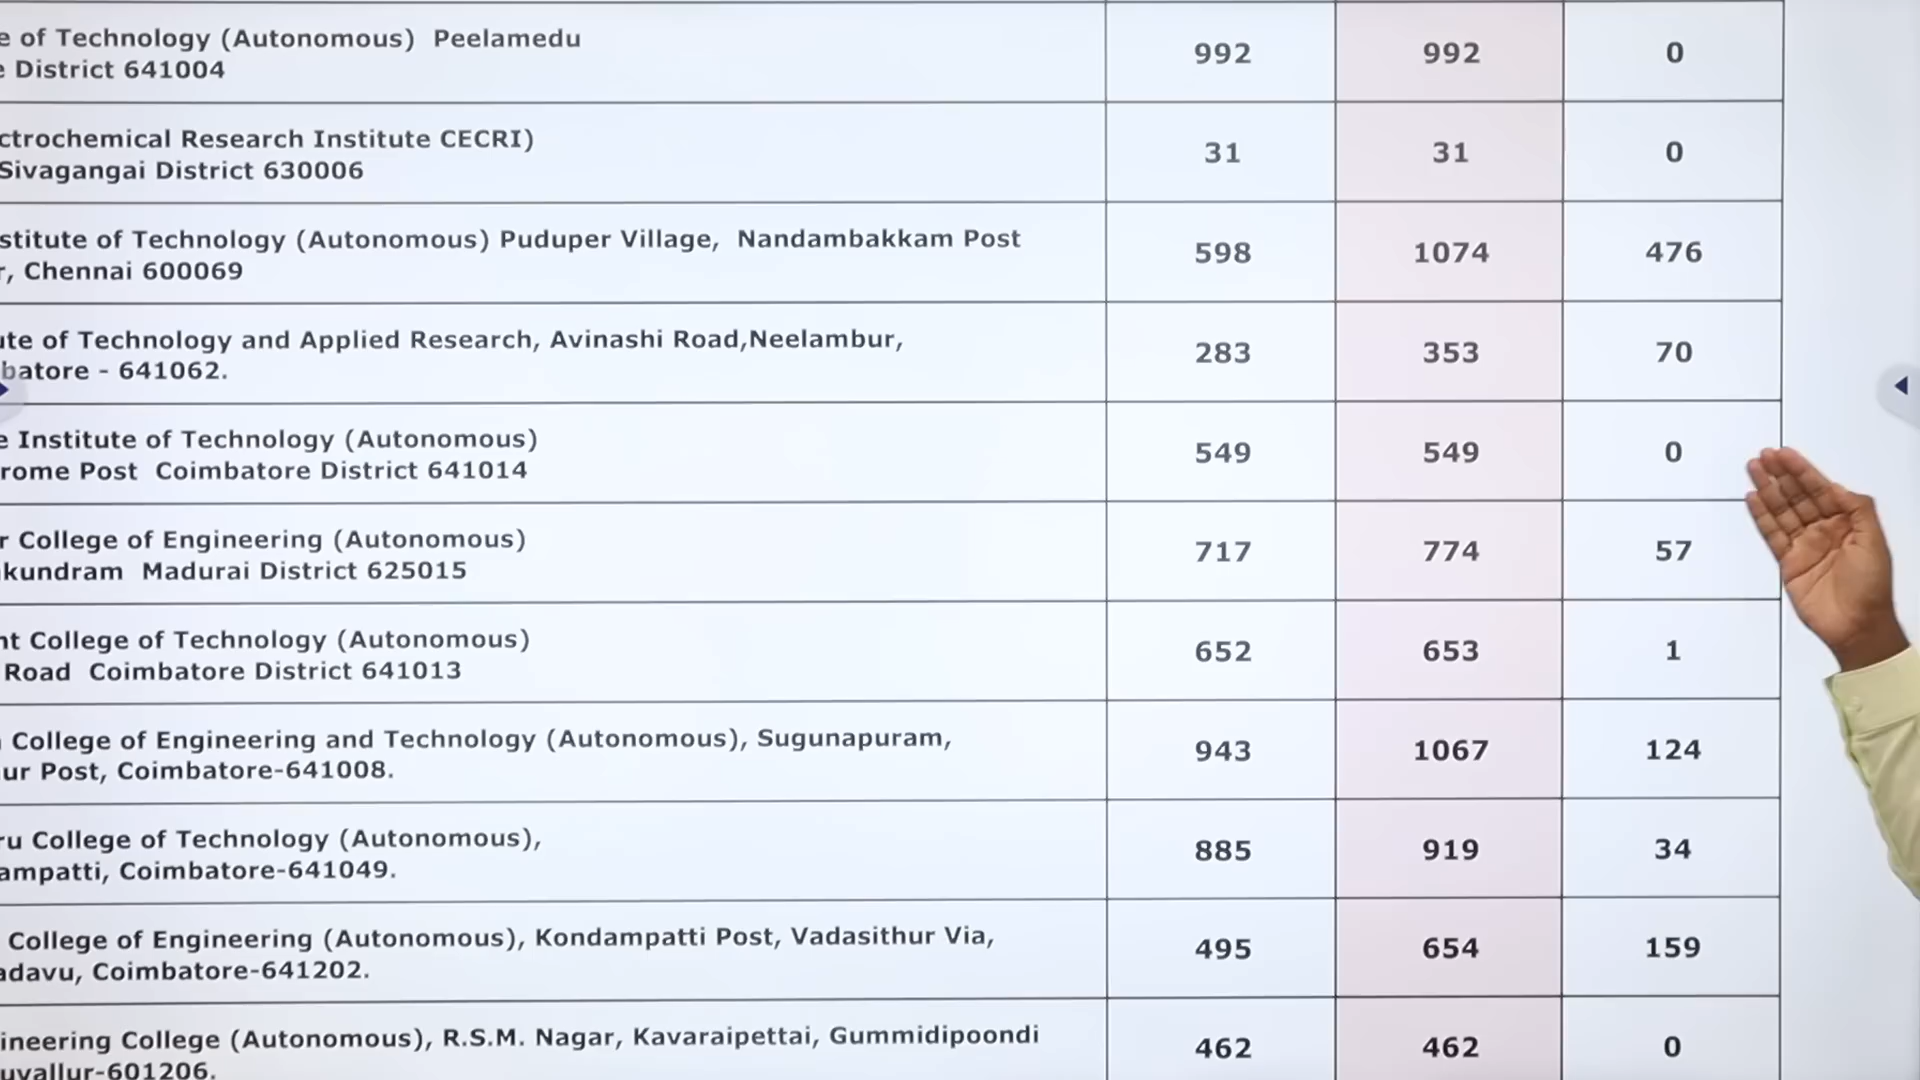 e of Technology (Autonomous) Peelamedu
e District 641004
992 992 0
ctrochemical Research Institute CECRI)
Sivagangai District 630006
31 31 0
stitute of Technology (Autonomous) Puduper Village, Nandambakkam Post
r, Chennai 600069
598 1074 476
ute of Technology and Applied Research, Avinashi Road,Neelambur,
batore - 641062.
283 353 70
e Institute of Technology (Autonomous)
rome Post Coimbatore District 641014
549 549 0
r College of Engineering (Autonomous)
kundram Madurai District 625015
717 774 57
nt College of Technology (Autonomous)
Road Coimbatore District 641013
652 653 1
College of Engineering and Technology (Autonomous), Sugunapuram,
ur Post, Coimbatore-641008.
943 1067 124
ru College of Technology (Autonomous),
ampatti, Coimbatore-641049.
885 919 34
College of Engineering (Autonomous), Kondampatti Post, Vadasithur Via,
adavu, Coimbatore-641202.
495 654 159
ineering College (Autonomous), R.S.M. Nagar, Kavaraipettai, Gummidipoondi
uvallur-601206.
462 462 0